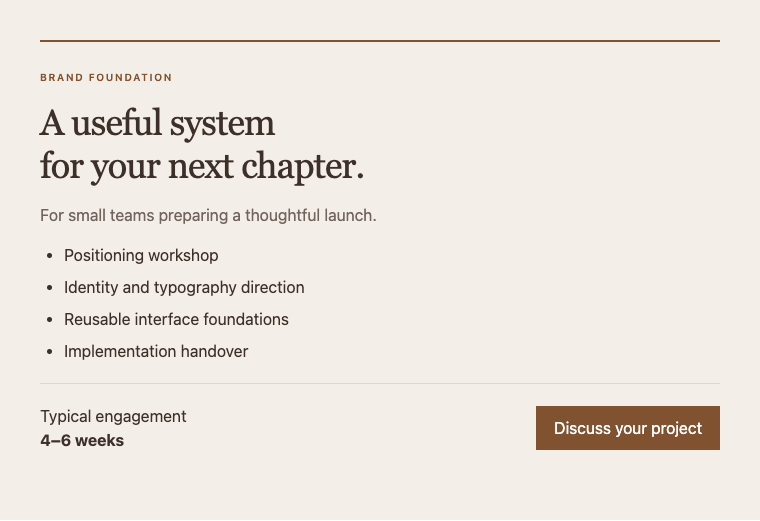 BRAND FOUNDATION
A useful system
for your next chapter.
For small teams preparing a thoughtful launch.
• Positioning workshop
• Identity and typography direction
• Reusable interface foundations
• Implementation handover
Typical engagement
4–6 weeks
Discuss your project